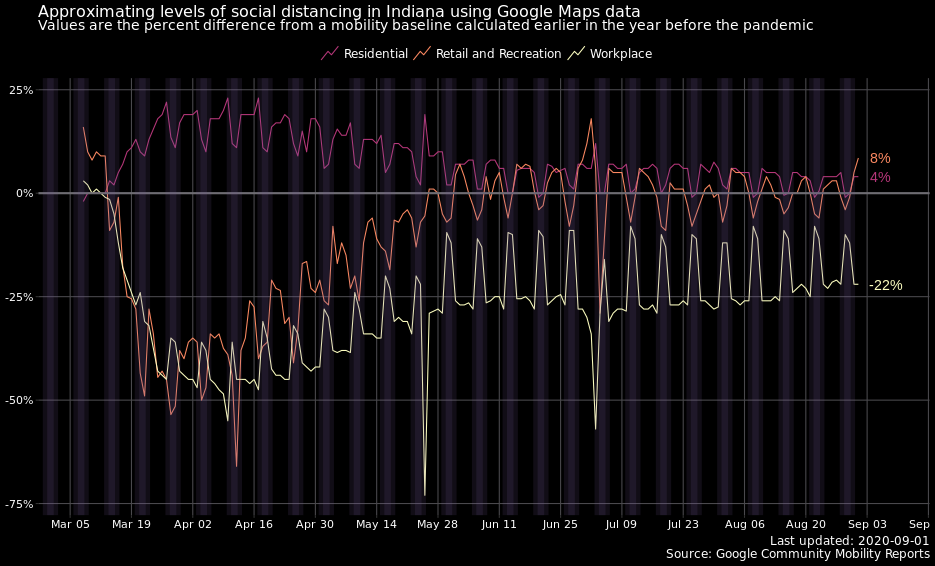 Approximating levels of social distancing in Indiana using Google Maps data
Values are the percent difference from a mobility baseline calculated earlier in the year before the pandemic
Residential Retail and Recreation Workplace
25%
0%
-25%
-50%
-75%
8%
4%
-22%
Mar 05 Mar 19 Apr 02 Apr 16 Apr 30 May 14 May 28 Jun 11 Jun 25 Jul 09 Jul 23 Aug 06 Aug 20 Sep 03 Sep
Last updated: 2020-09-01
Source: Google Community Mobility Reports